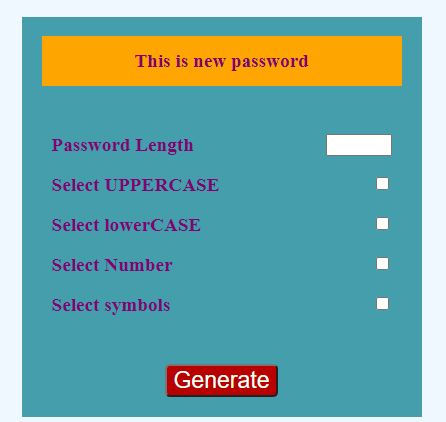 This is new password
Password Length
Select UPPERCASE
Select lowerCASE
Select Number
Select symbols
Generate